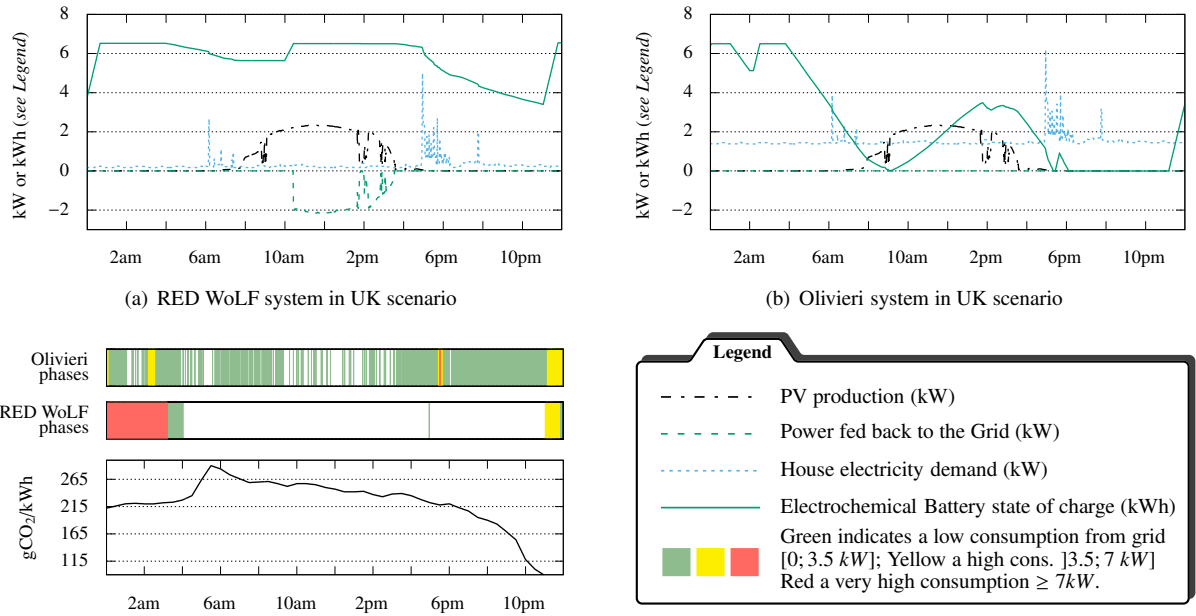 8
6
4
2
0
−2
kW or kWh (see Legend)
2am 6am 10am 2pm 6pm 10pm
(a) RED WoLF system in UK scenario
8
6
4
2
0
−2
kW or kWh (see Legend)
2am 6am 10am 2pm 6pm 10pm
(b) Olivieri system in UK scenario
Olivieri
phases
RED WoLF
phases
265
215
165
115
gCO2/kWh
2am 6am 10am 2pm 6pm 10pm
Legend
PV production (kW)
Power fed back to the Grid (kW)
House electricity demand (kW)
Electrochemical Battery state of charge (kWh)
Green indicates a low consumption from grid
[0; 3.5 kW]; Yellow a high cons. ]3.5; 7 kW]
Red a very high consumption ≥ 7kW.